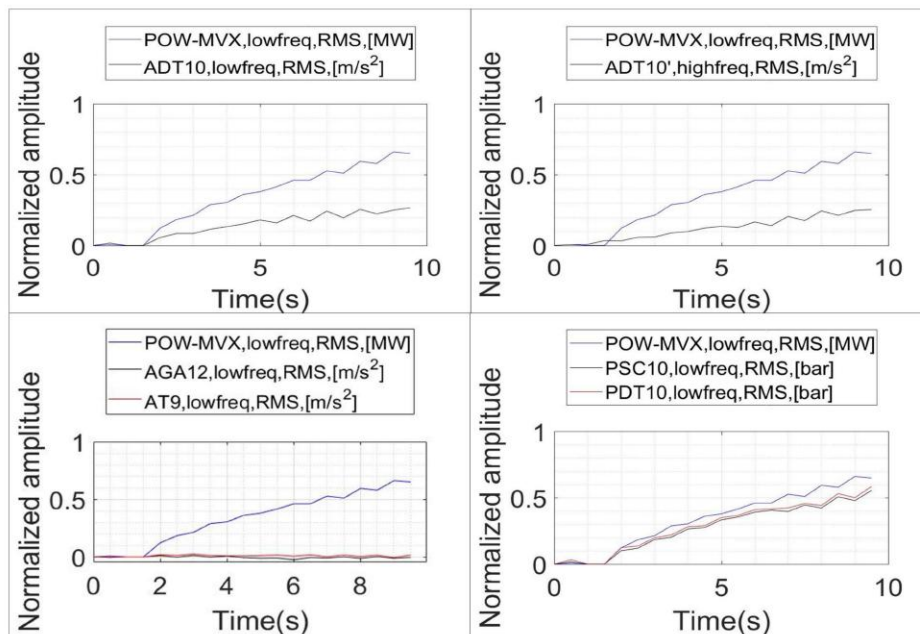 POW-MVX,lowfreq,RMS,[MW]
ADT10,lowfreq,RMS,[m/s²]
Normalized amplitude
1
0.5
0
0
5
10
Time(s)
POW-MVX,lowfreq,RMS,[MW]
ADT10',highfreq,RMS,[m/s²]
Normalized amplitude
1
0.5
0
0
5
10
Time(s)
POW-MVX,lowfreq,RMS,[MW]
AGA12,lowfreq,RMS,[m/s²]
AT9,lowfreq,RMS,[m/s²]
Normalized amplitude
1
0.5
0
0
2
4
6
8
Time(s)
POW-MVX,lowfreq,RMS,[MW]
PSC10,lowfreq,RMS,[bar]
PDT10,lowfreq,RMS,[bar]
Normalized amplitude
1
0.5
0
0
5
10
Time(s)